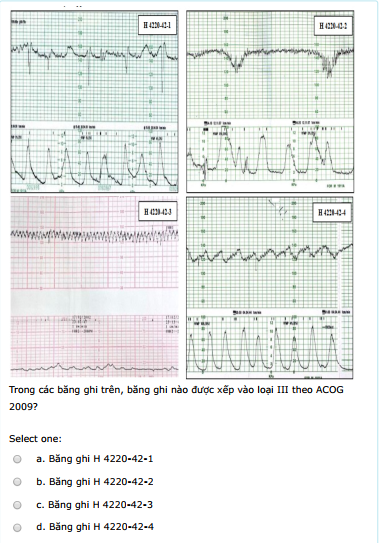 H 4220-42-1
H 4220-42-2
H 4220-42-3
H 4220-42-4
Trong các băng ghi trên, băng ghi nào được xếp vào loại III theo ACOG
2009?
Select one:
a. Băng ghi H 4220-42-1
b. Băng ghi H 4220-42-2
c. Băng ghi H 4220-42-3
d. Băng ghi H 4220-42-4